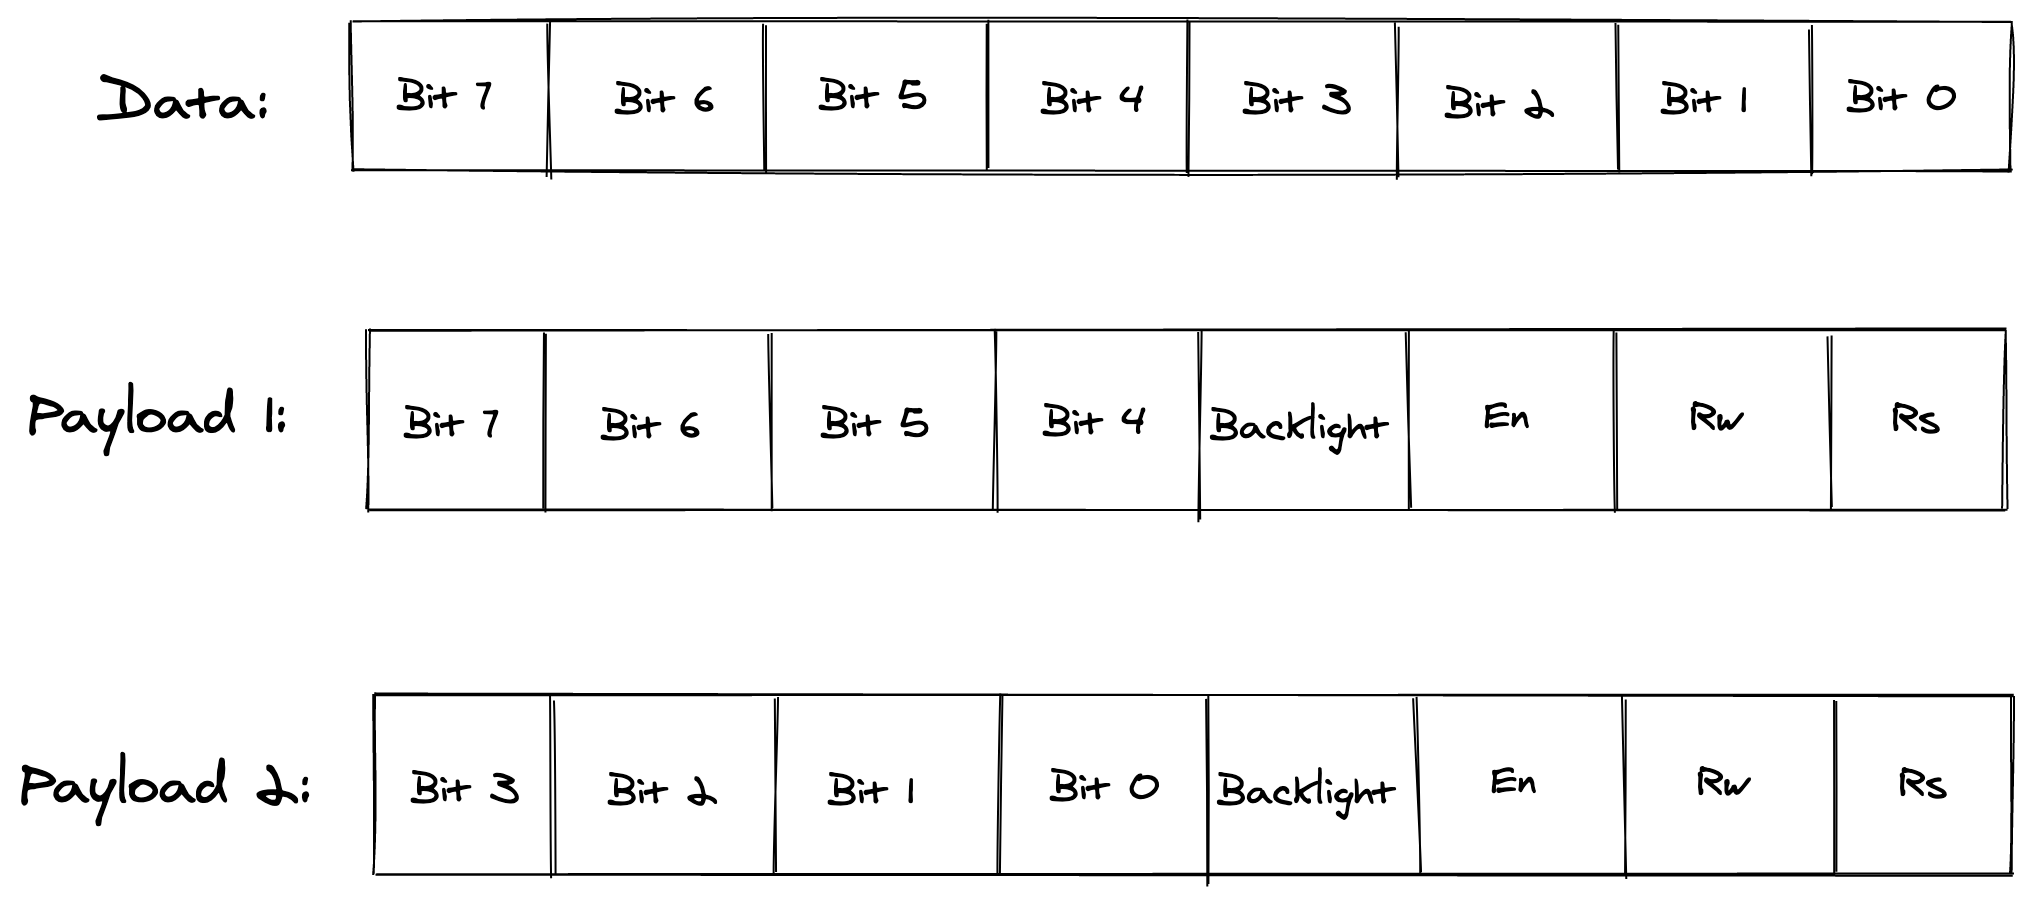 Data: Bit 7 Bit 6 Bit 5 Bit 4 Bit 3 Bit 2 Bit 1 Bit 0
Payload 1: Bit 7 Bit 6 Bit 5 Bit 4 Backlight En Rw Rs
Payload 2: Bit 3 Bit 2 Bit 1 Bit 0 Backlight En Rw Rs